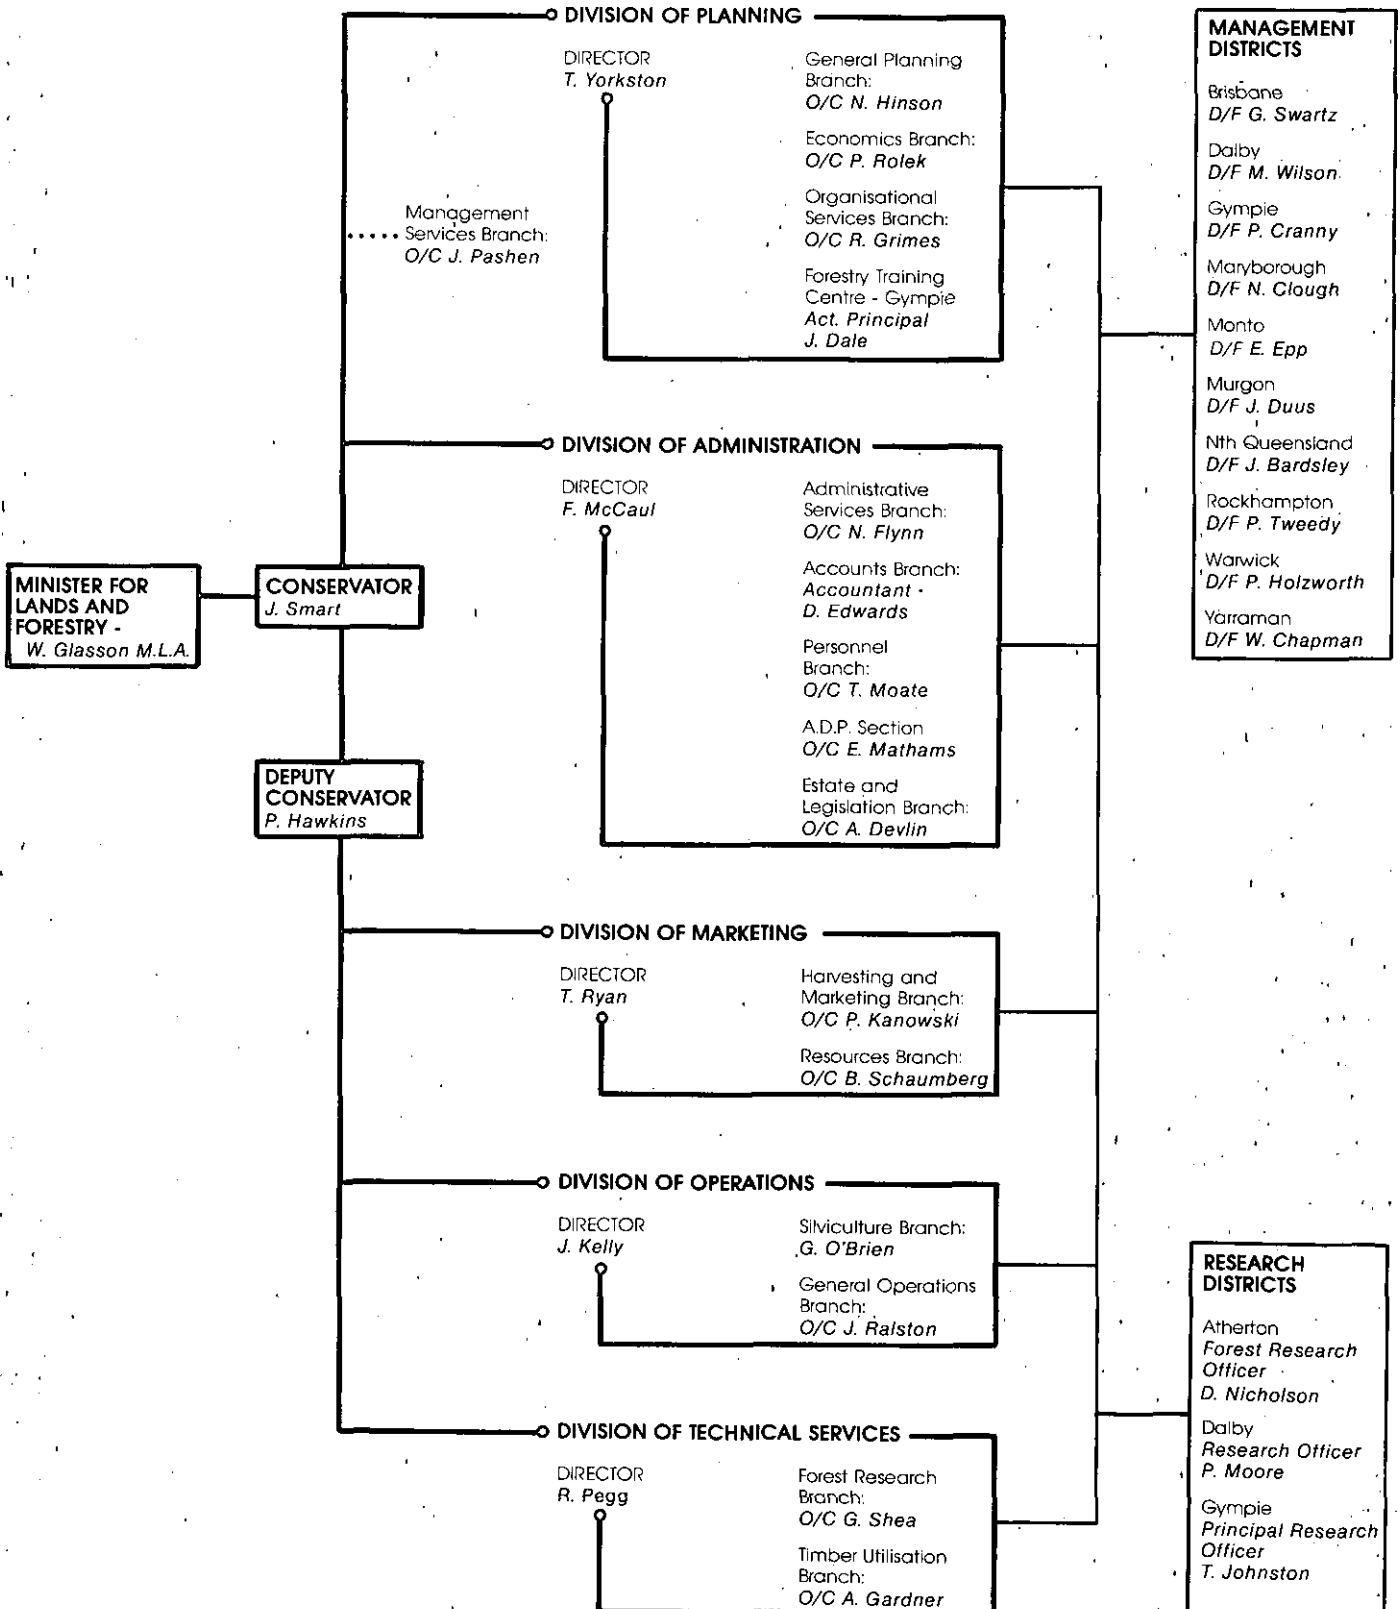 MINISTER FOR
LANDS AND
FORESTRY -
W. Glasson M.L.A.
CONSERVATOR
J. Smart
DEPUTY
CONSERVATOR
P. Hawkins
Management
Services Branch:
O/C J. Pashen
DIVISION OF PLANNING
DIRECTOR
T. Yorkston
General Planning
Branch:
O/C N. Hinson
Economics Branch:
O/C P. Rolek
Organisational
Services Branch:
O/C R. Grimes
Forestry Training
Centre - Gympie
Act. Principal
J. Dale
DIVISION OF ADMINISTRATION
DIRECTOR
F. McCaul
Administrative
Services Branch:
O/C N. Flynn
Accounts Branch:
Accountant -
D. Edwards
Personnel
Branch:
O/C T. Moate
A.D.P. Section
O/C E. Mathams
Estate and
Legislation Branch:
O/C A. Devlin
DIVISION OF MARKETING
DIRECTOR
T. Ryan
Harvesting and
Marketing Branch:
O/C P. Kanowski
Resources Branch:
O/C B. Schaumberg
DIVISION OF OPERATIONS
DIRECTOR
J. Kelly
Silviculture Branch:
G. O'Brien
General Operations
Branch:
O/C J. Ralston
DIVISION OF TECHNICAL SERVICES
DIRECTOR
R. Pegg
Forest Research
Branch:
O/C G. Shea
Timber Utilisation
Branch:
O/C A. Gardner
MANAGEMENT
DISTRICTS
Brisbane
D/F G. Swartz
Dalby
D/F M. Wilson
Gympie
D/F P. Cranny
Maryborough
D/F N. Clough
Monto
D/F E. Epp
Murgon
D/F J. Duus
Nth Queensland
D/F J. Bardsley
Rockhampton
D/F P. Tweedy
Warwick
D/F P. Holzworth
Yarraman
D/F W. Chapman
RESEARCH
DISTRICTS
Atherton
Forest Research
Officer
D. Nicholson
Dalby
Research Officer
P. Moore
Gympie
Principal Research
Officer
T. Johnston